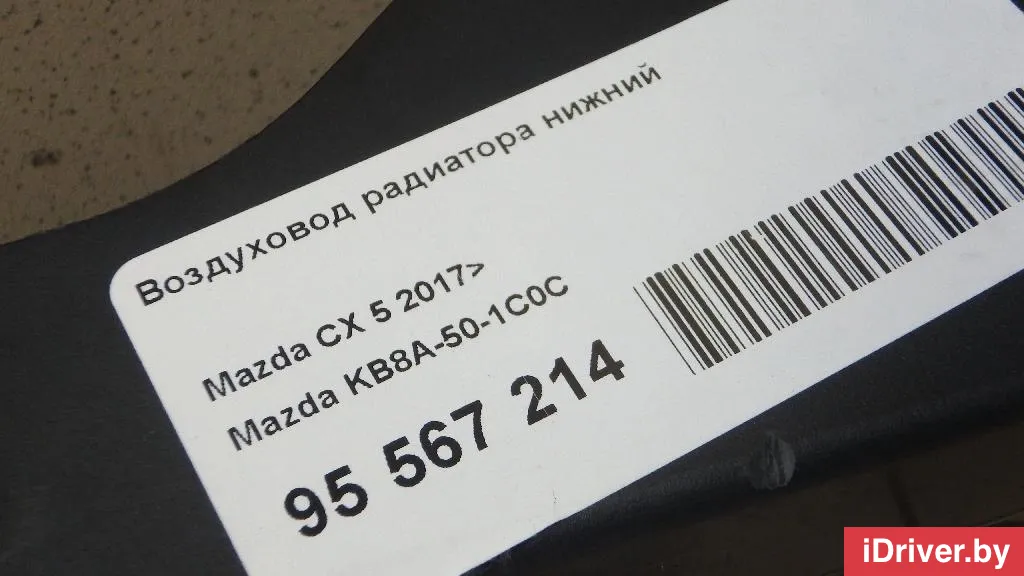 Воздуховод радиатора нижний
Mazda CX 5 2017>
Mazda KB8A-50-1C0C
95 567 214
iDriver.by